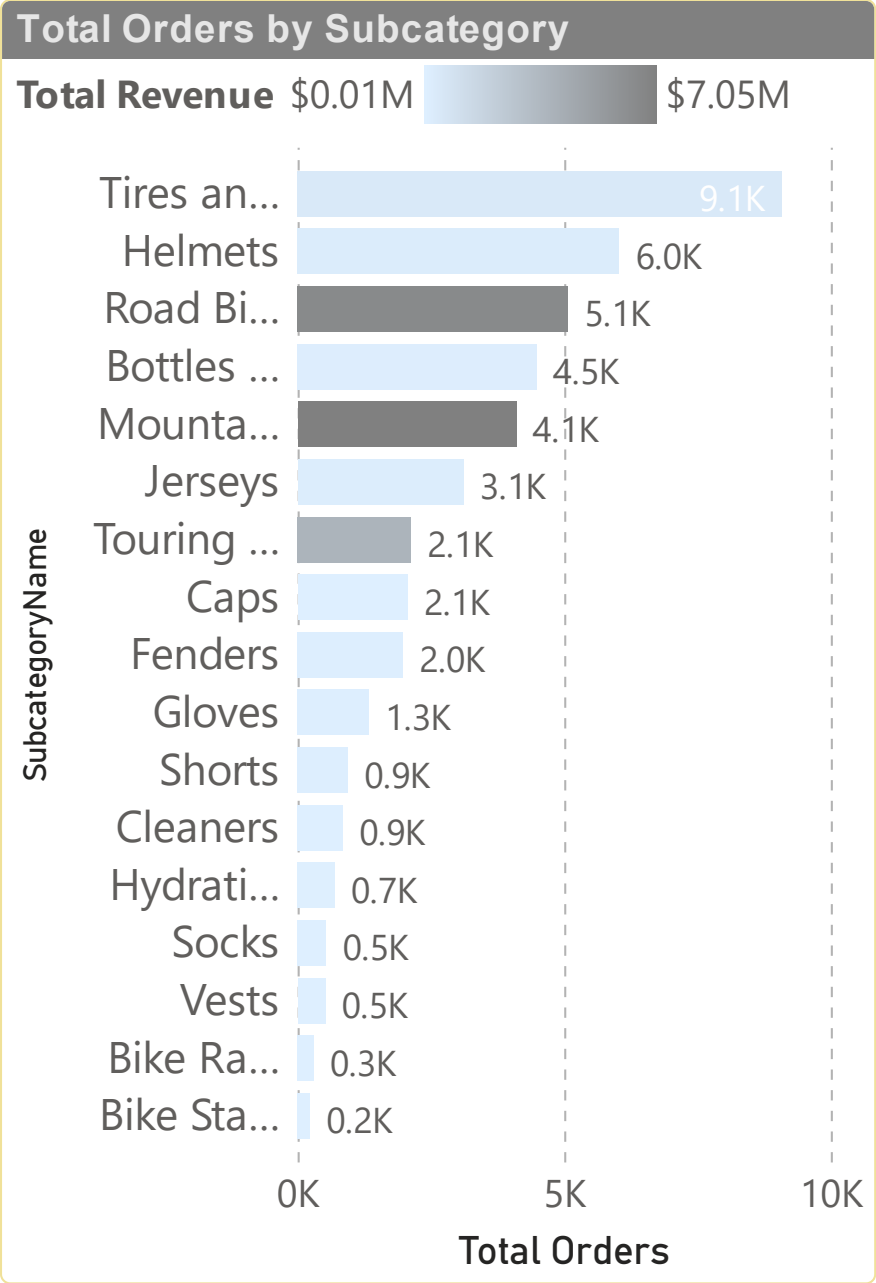 Total Orders by Subcategory
Total Revenue $0.01M $7.05M
Tires an... 9.1K
Helmets 6.0K
Road Bi... 5.1K
Bottles ... 4.5K
Mounta... 4.1K
Jerseys 3.1K
Touring ... 2.1K
Caps 2.1K
Fenders 2.0K
Gloves 1.3K
Shorts 0.9K
Cleaners 0.9K
Hydrati... 0.7K
Socks 0.5K
Vests 0.5K
Bike Ra... 0.3K
Bike Sta... 0.2K
SubcategoryName
0K 5K 10K
Total Orders